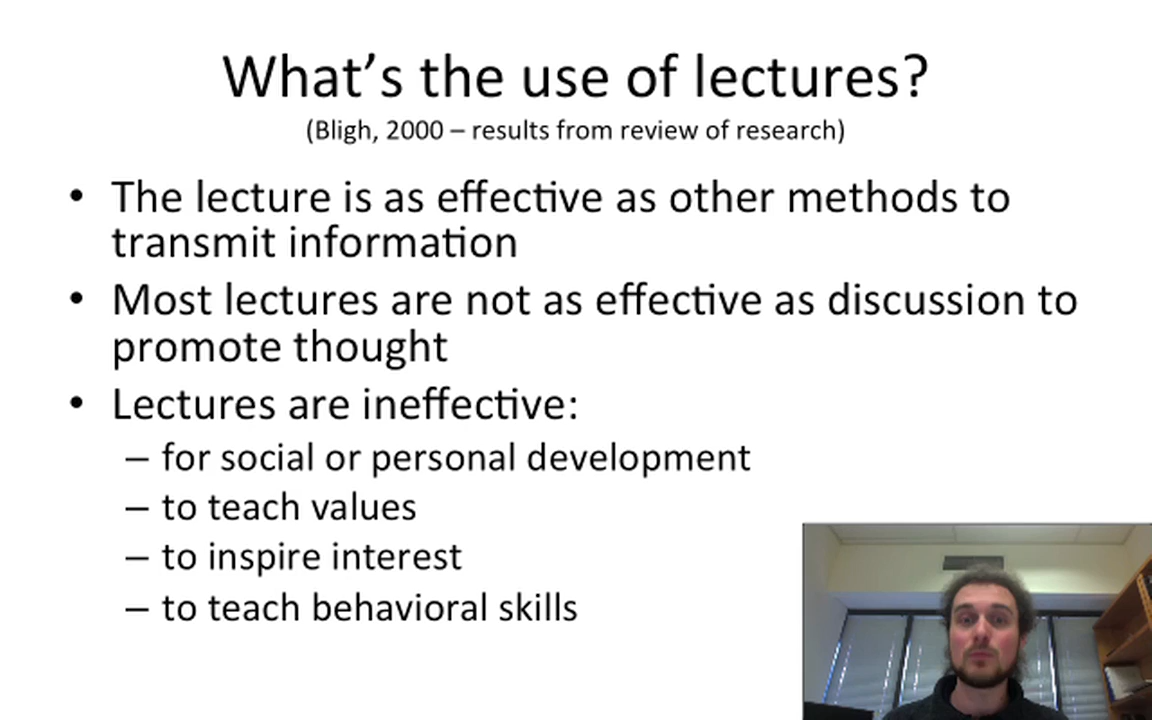 What’s the use of lectures?
(Bligh, 2000 – results from review of research)
• The lecture is as effective as other methods to
transmit information
• Most lectures are not as effective as discussion to
promote thought
• Lectures are ineffective:
– for social or personal development
– to teach values
– to inspire interest
– to teach behavioral skills